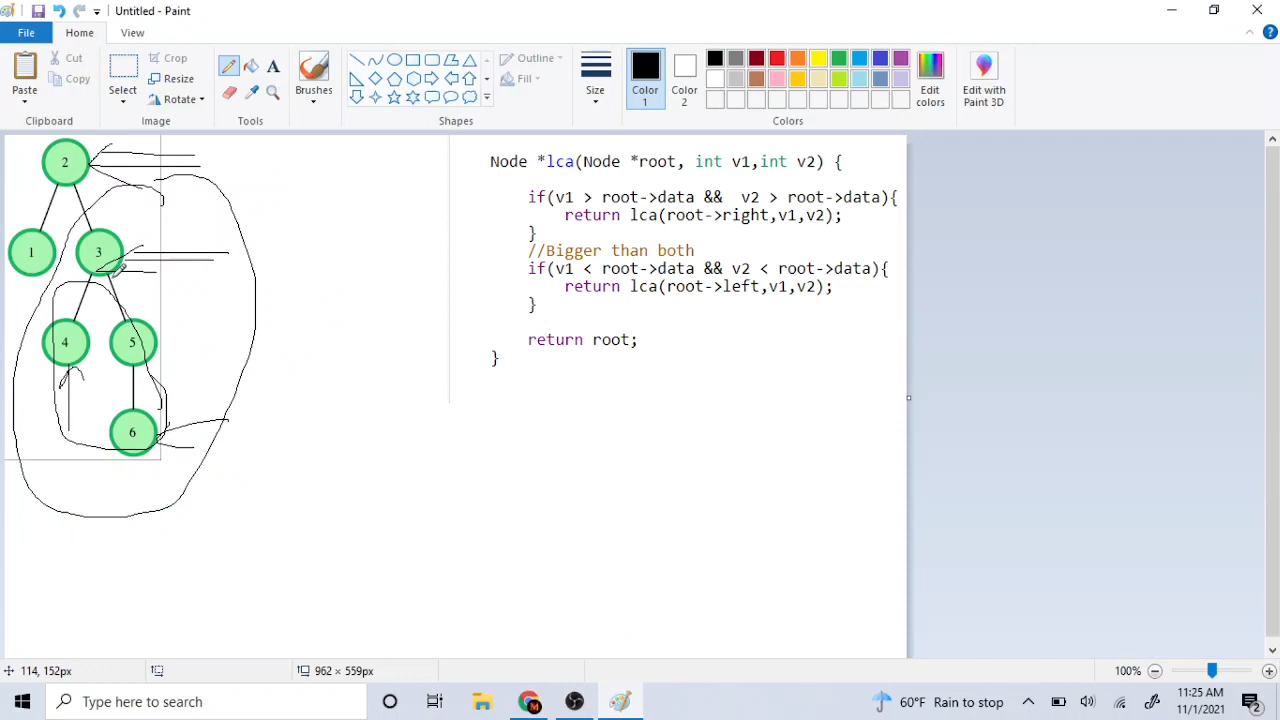 Untitled - Paint
File
Home
View
Paste
Cut
Copy
Clipboard
Select
Crop
Resize
Rotate
Image
A
Tools
Brushes
Outline
Fill
Shapes
Size
Color
1
Color
2
Edit
colors
Colors
Edit with
Paint 3D
2
1
3
4
5
6
Node *lca(Node *root, int v1,int v2) {
if(v1 > root->data && v2 > root->data){
return lca(root->right,v1,v2);
}
//Bigger than both
if(v1 < root->data && v2 < root->data){
return lca(root->left,v1,v2);
}
return root;
}
114, 152px
962 × 559px
100%
Type here to search
M
60°F Rain to stop
11:25 AM
11/1/2021
2